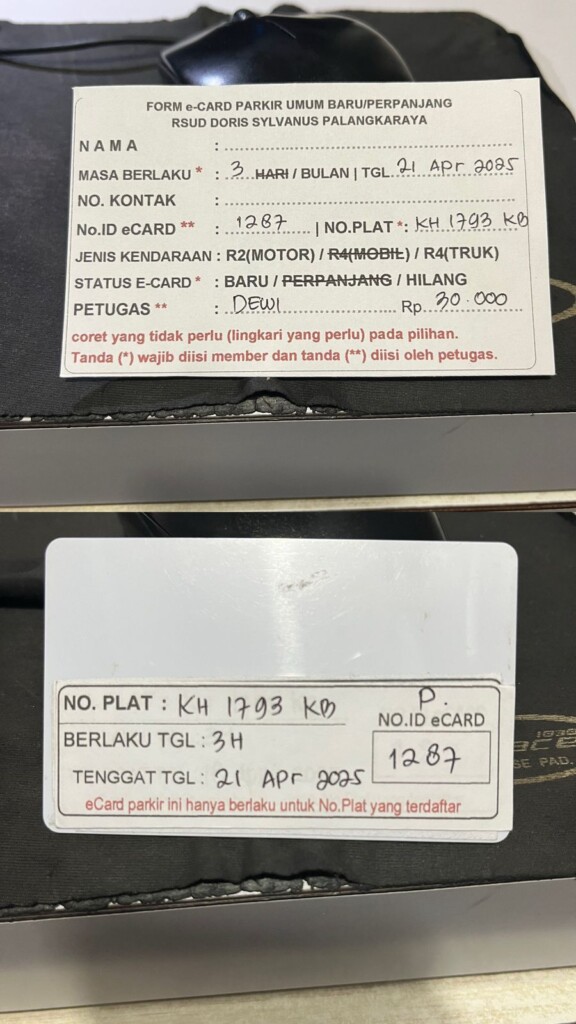 FORM e-CARD PARKIR UMUM BARU/PERPANJANG
RSUD DORIS SYLVANUS PALANGKARAYA
NAMA :
MASA BERLAKU * : 3 HARI / BULAN | TGL. 21 Apr 2025
NO. KONTAK :
No.ID eCARD ** : 1287 | NO.PLAT *: KH 1793 KB
JENIS KENDARAAN : R2(MOTOR) / R4(MOBIL) / R4(TRUK)
STATUS E-CARD * : BARU / PERPANJANG / HILANG
PETUGAS ** : DEWI Rp. 30.000
coret yang tidak perlu (lingkari yang perlu) pada pilihan.
Tanda (*) wajib diisi member dan tanda (**) diisi oleh petugas.
NO. PLAT : KH 1793 KB
P.
NO.ID eCARD
BERLAKU TGL : 3H
1287
TENGGAT TGL : 21 Apr 2025
eCard parkir ini hanya berlaku untuk No.Plat yang terdaftar